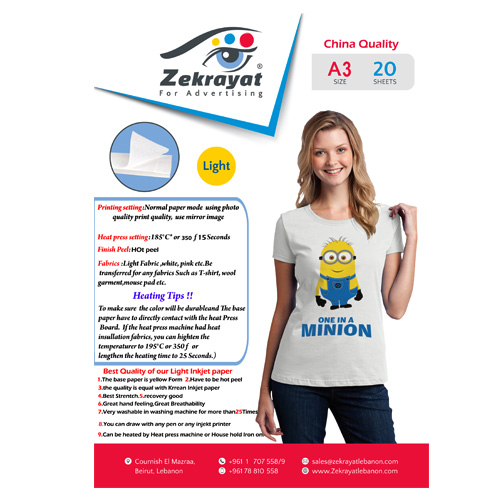 Zekrayat ®
For Advertising
China Quality
A3
SIZE
20
SHEETS
Light
Printing setting:Normal paper mode using photo
quality print quality, use mirror image
Heat press setting:185°C* or 350 f 15 Seconds
Finish Peel:HOt peel
Fabrics :Light Fabric ,white, pink etc.Be
transferred for any fabrics Such as T-shirt, wool
garment,mouse pad etc.
Heating Tips !!
To make sure the color will be durableand The base
paper have to directly contact with the heat Press
Board. If the heat press machine had heat
insullation fabrics, you can highten the
temperaturer to 195°C or 350 f or
lengthen the heating time to 25 Seconds.)
Best Quality of our Light Inkjet paper
1.The base paper is yellow Form 2.Have to be hot peel
3.the quality is equal with Krrean Inkjet paper
4.Best Strentch.5.recovery good
6.Great hand feeling,Great Breathability
7.Very washable in washing machine for more than25Times
8.You can draw with any pen or any injekt printer
9.Can be heated by Heat press machine or House hold Iron on
ONE IN A
MINION
Cournish El Mazraa,
Beirut, Lebanon
+961 1 707 558/9
+961 78 810 558
sales@zekrayatlebanon.com
www.zekrayatlebanon.com